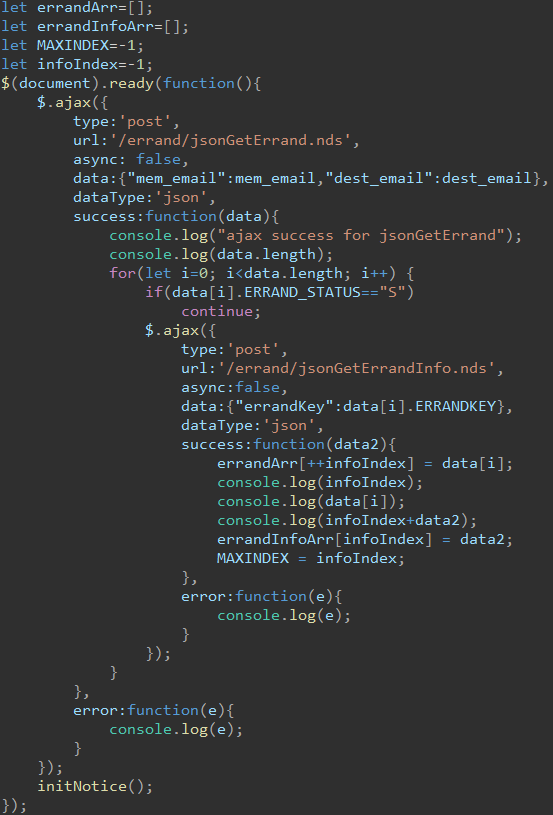 let errandArr=[];
let errandInfoArr=[];
let MAXINDEX=-1;
let infoIndex=-1;
$(document).ready(function(){
    $.ajax({
        type:'post',
        url:'/errand/jsonGetErrand.nds',
        async: false,
        data:{"mem_email":mem_email,"dest_email":dest_email},
        dataType:'json',
        success:function(data){
            console.log("ajax success for jsonGetErrand");
            console.log(data.length);
            for(let i=0; i<data.length; i++) {
                if(data[i].ERRAND_STATUS=="S")
                    continue;
                $.ajax({
                    type:'post',
                    url:'/errand/jsonGetErrandInfo.nds',
                    async:false,
                    data:{"errandKey":data[i].ERRANDKEY},
                    dataType:'json',
                    success:function(data2){
                        errandArr[++infoIndex] = data[i];
                        console.log(infoIndex);
                        console.log(data[i]);
                        console.log(infoIndex+data2);
                        errandInfoArr[infoIndex] = data2;
                        MAXINDEX = infoIndex;
                    },
                    error:function(e){
                        console.log(e);
                    }
                });
            }
        },
        error:function(e){
            console.log(e);
        }
    });
    initNotice();
});